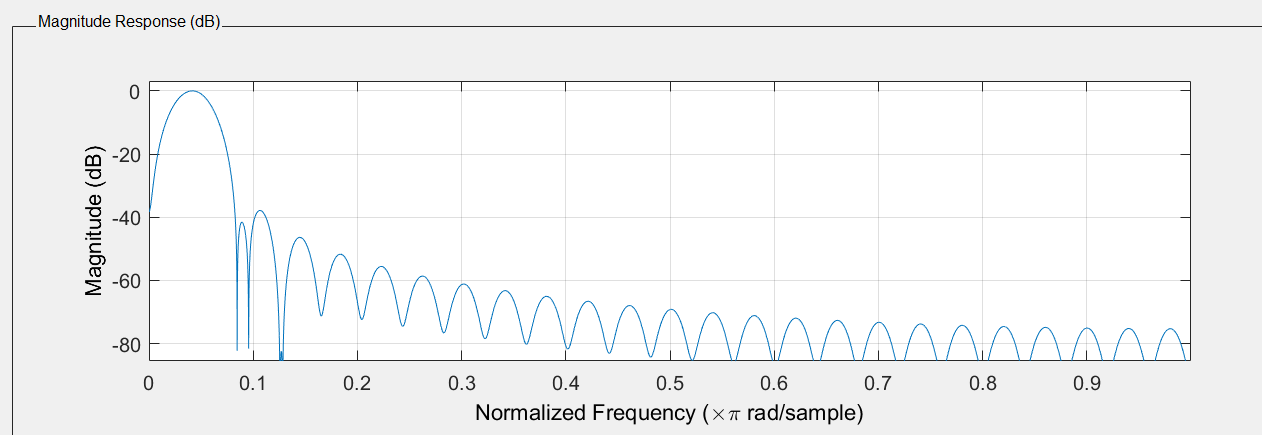 Magnitude Response (dB)
0
-20
-40
-60
-80
Magnitude (dB)
0 0.1 0.2 0.3 0.4 0.5 0.6 0.7 0.8 0.9
Normalized Frequency (×π rad/sample)